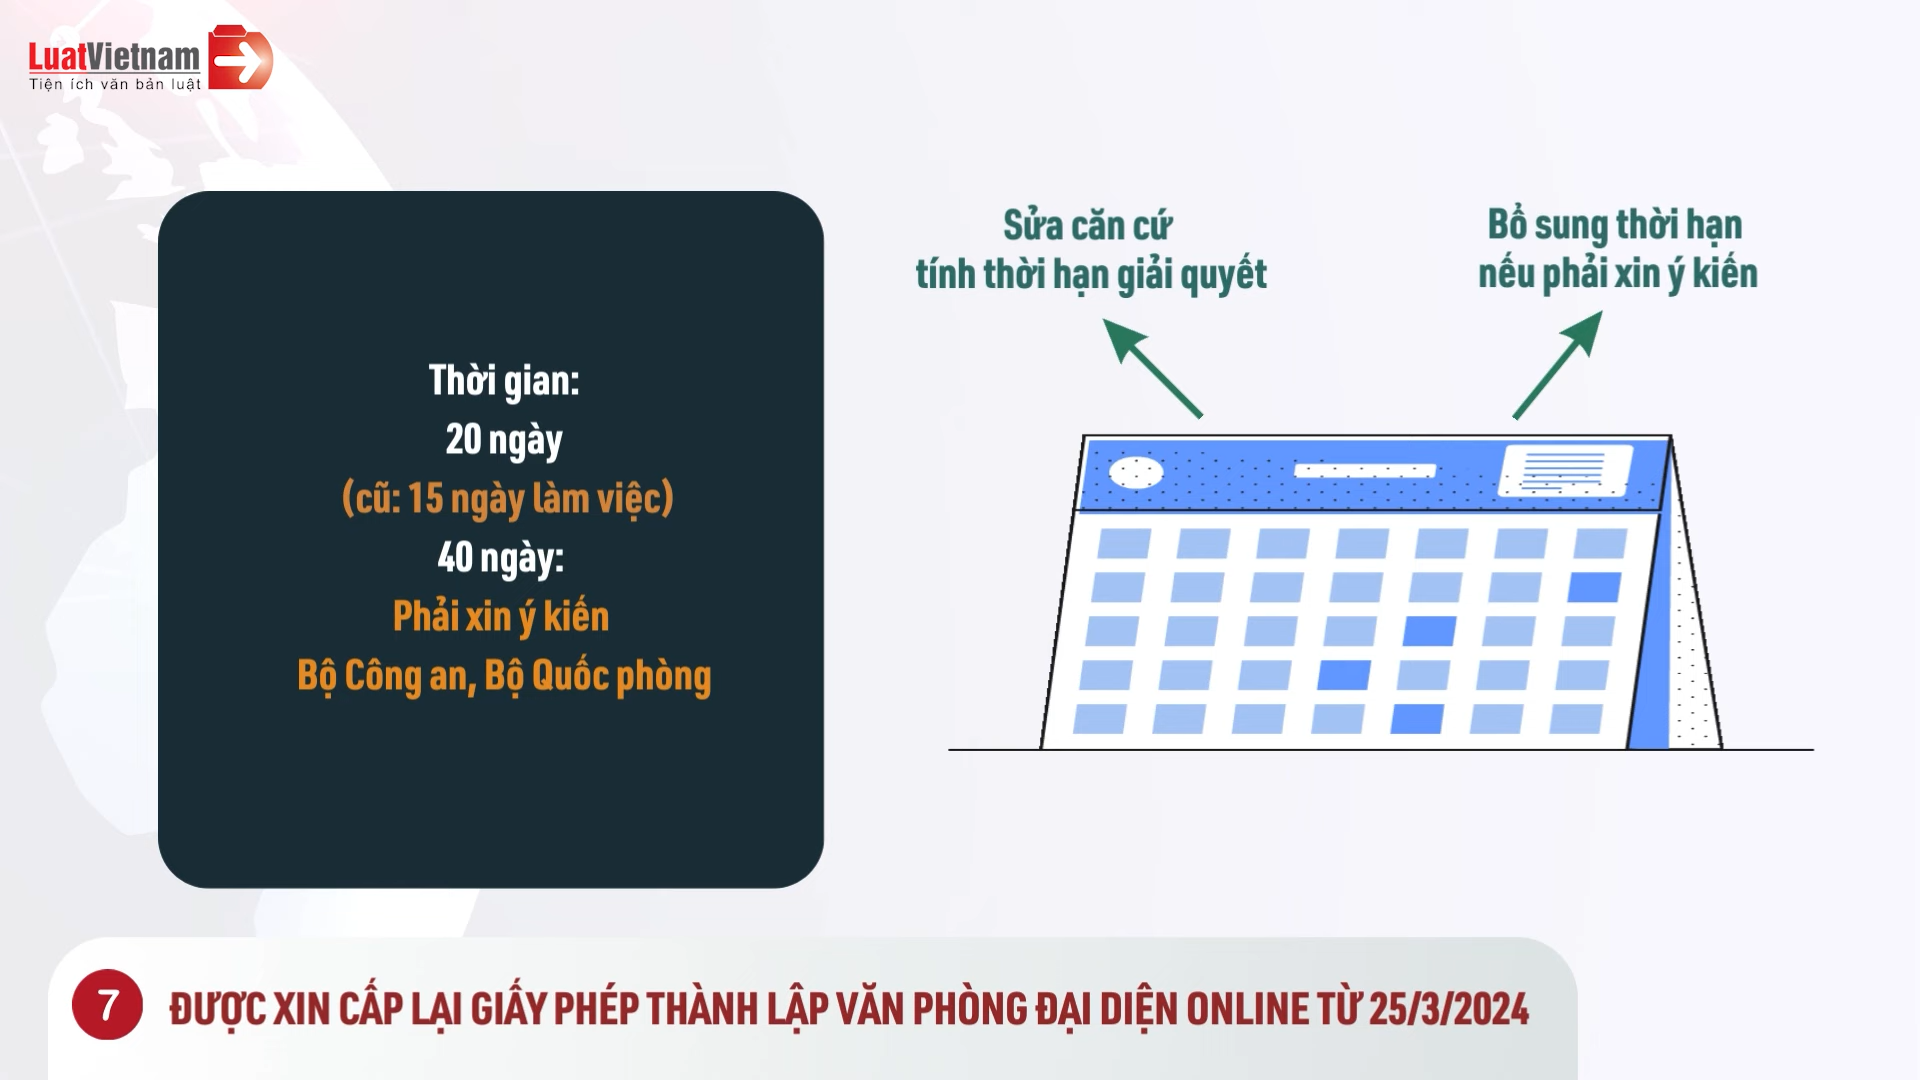 LuatVietnam
Tiện ích văn bản luật
Thời gian:
20 ngày
(cũ: 15 ngày làm việc)
40 ngày:
Phải xin ý kiến
Bộ Công an, Bộ Quốc phòng
Sửa căn cứ
tính thời hạn giải quyết
Bổ sung thời hạn
nếu phải xin ý kiến
7 ĐƯỢC XIN CẤP LẠI GIẤY PHÉP THÀNH LẬP VĂN PHÒNG ĐẠI DIỆN ONLINE TỪ 25/3/2024